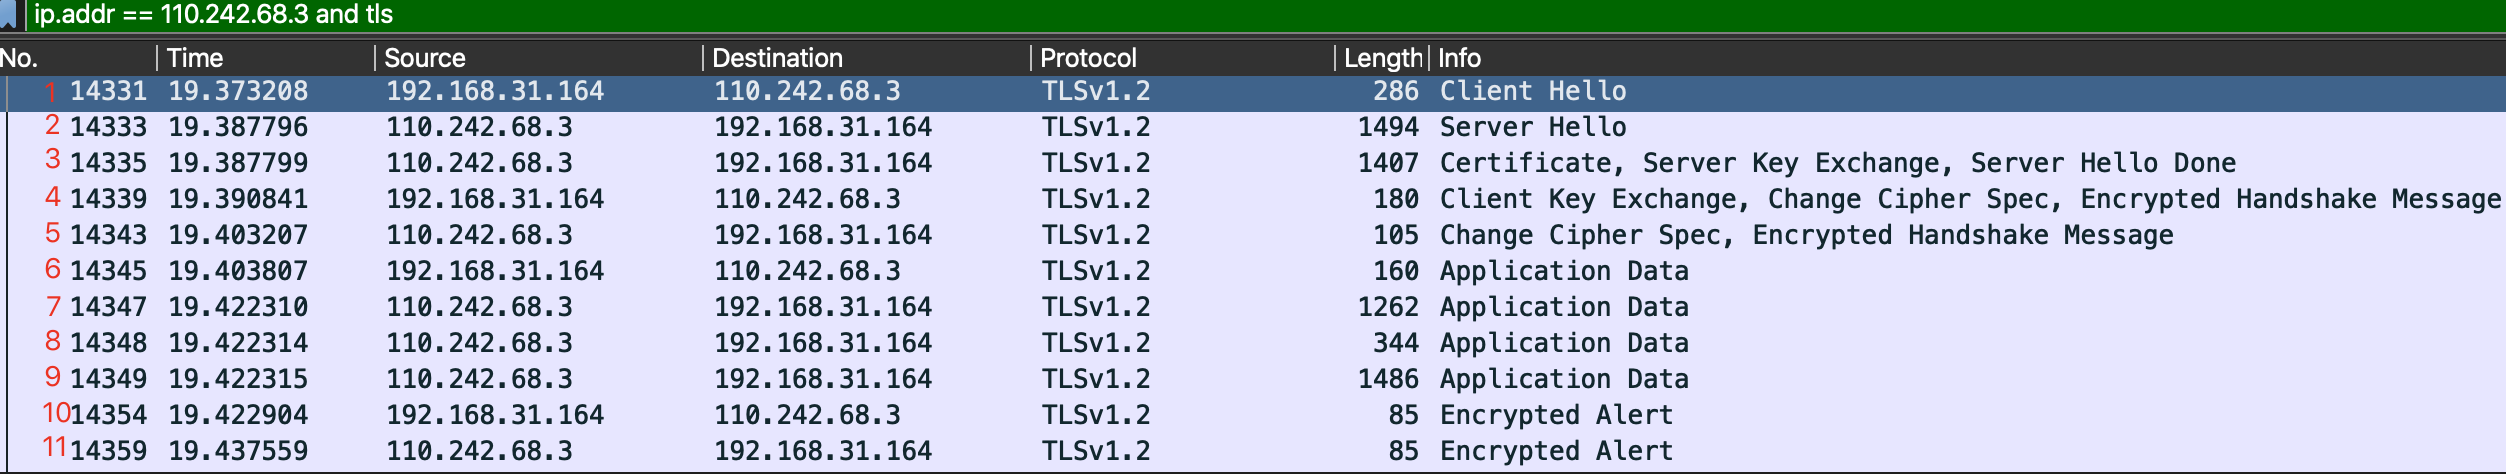 ip.addr == 110.242.68.3 and tls
No. Time Source Destination Protocol Length Info
1 14331 19.373208 192.168.31.164 110.242.68.3 TLSv1.2 286 Client Hello
2 14333 19.387796 110.242.68.3 192.168.31.164 TLSv1.2 1494 Server Hello
3 14335 19.387799 110.242.68.3 192.168.31.164 TLSv1.2 1407 Certificate, Server Key Exchange, Server Hello Done
4 14339 19.390841 192.168.31.164 110.242.68.3 TLSv1.2 180 Client Key Exchange, Change Cipher Spec, Encrypted Handshake Message
5 14343 19.403207 110.242.68.3 192.168.31.164 TLSv1.2 105 Change Cipher Spec, Encrypted Handshake Message
6 14345 19.403807 192.168.31.164 110.242.68.3 TLSv1.2 160 Application Data
7 14347 19.422310 110.242.68.3 192.168.31.164 TLSv1.2 1262 Application Data
8 14348 19.422314 110.242.68.3 192.168.31.164 TLSv1.2 344 Application Data
9 14349 19.422315 110.242.68.3 192.168.31.164 TLSv1.2 1486 Application Data
10 14354 19.422904 192.168.31.164 110.242.68.3 TLSv1.2 85 Encrypted Alert
11 14359 19.437559 110.242.68.3 192.168.31.164 TLSv1.2 85 Encrypted Alert